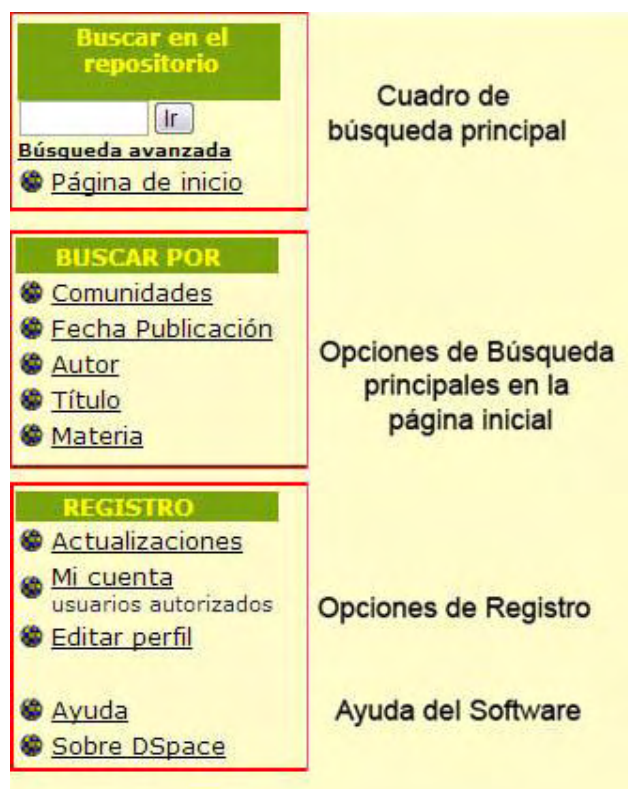 Buscar en el
repositorio
Ir
Búsqueda avanzada
Página de inicio
Cuadro de
búsqueda principal
BUSCAR POR
Comunidades
Fecha Publicación
Autor
Título
Materia
Opciones de Búsqueda
principales en la
página inicial
REGISTRO
Actualizaciones
Mi cuenta
usuarios autorizados
Editar perfil
Opciones de Registro
Ayuda
Sobre DSpace
Ayuda del Software